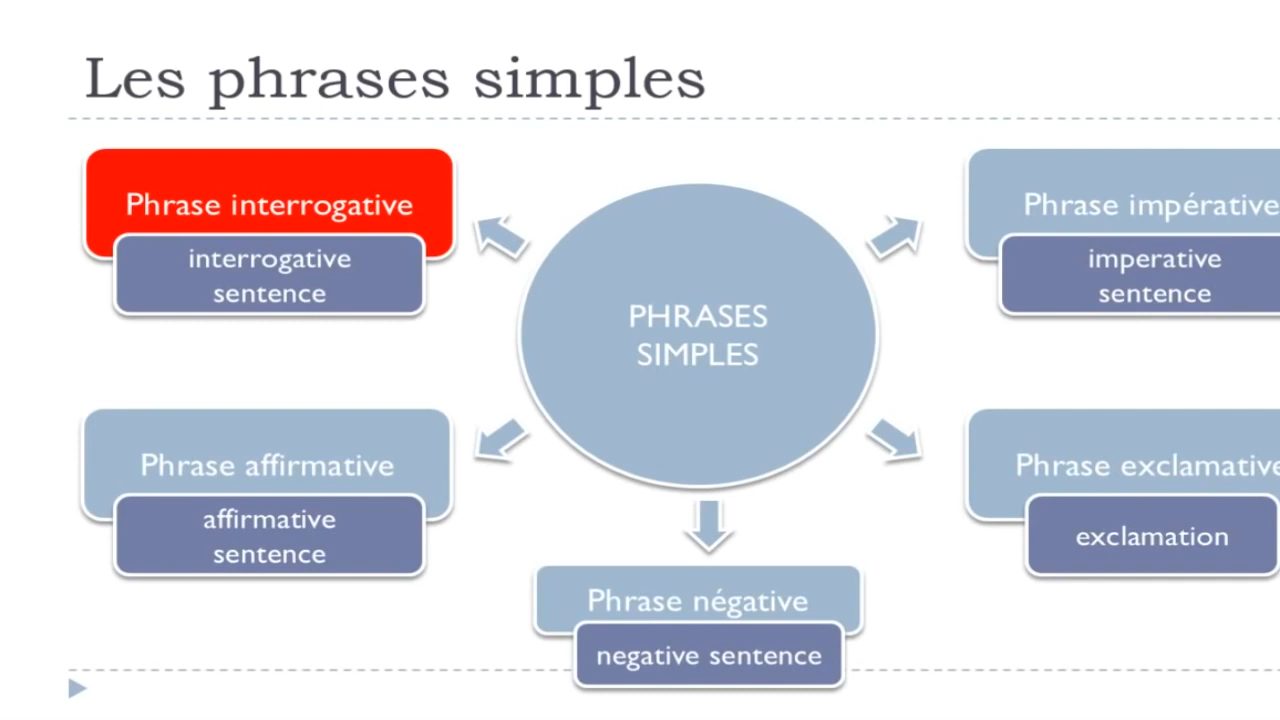 Les phrases simples
Phrase interrogative
interrogative
sentence
Phrase impérative
imperative
sentence
PHRASES
SIMPLES
Phrase affirmative
affirmative
sentence
Phrase exclamative
exclamation
Phrase négative
negative sentence